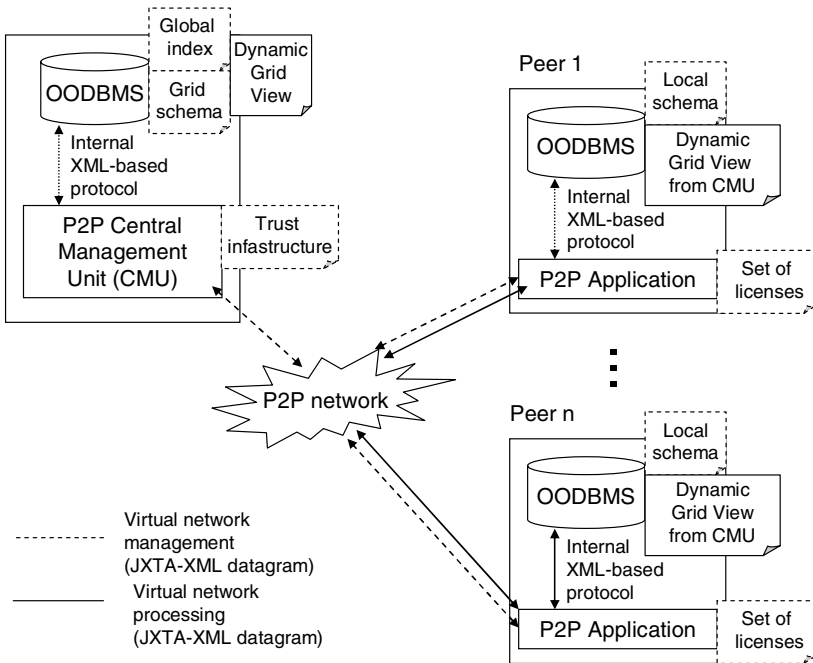 Global
index
Dynamic
Grid
View
OODBMS
Grid
schema
Internal
XML-based
protocol
P2P Central
Management
Unit (CMU)
Trust
infastructure
Peer 1
Local
schema
OODBMS
Dynamic
Grid View
from CMU
Internal
XML-based
protocol
P2P Application
Set of
licenses
P2P network
Peer n
Local
schema
OODBMS
Dynamic
Grid View
from CMU
Internal
XML-based
protocol
P2P Application
Set of
licenses
Virtual network
management
(JXTA-XML datagram)
Virtual network
processing
(JXTA-XML datagram)